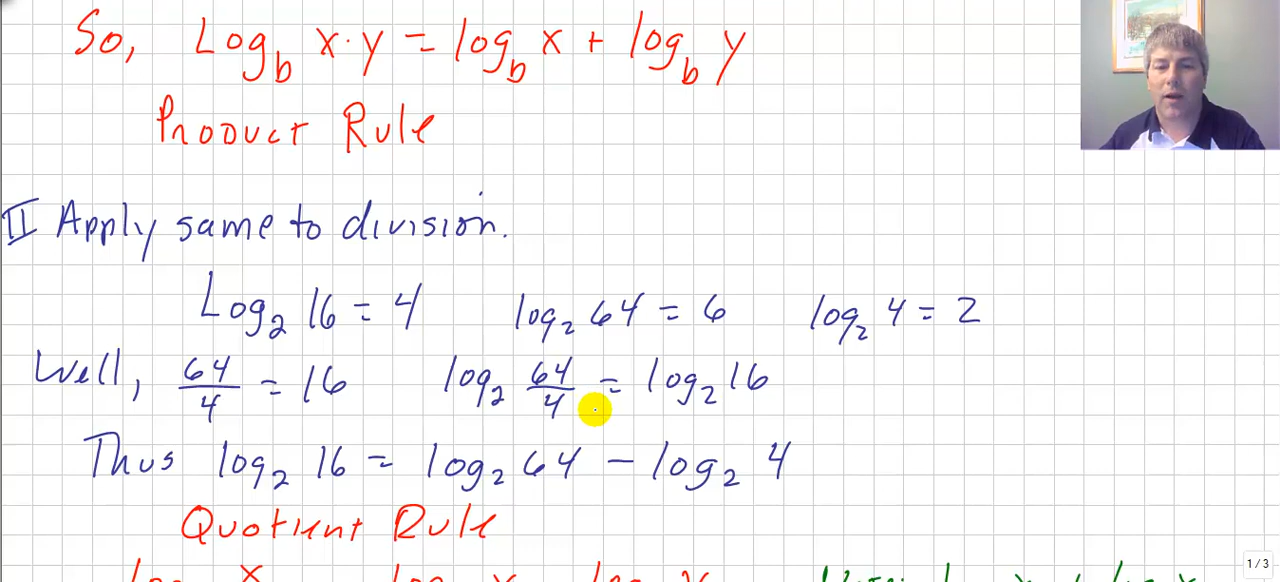 So, Log_b x·y = log_b x + log_b y
Product Rule
II Apply same to division.
Log_2 16 = 4 log_2 64 = 6 log_2 4 = 2
Well, 64/4 = 16 log_2 64/4 = log_2 16
Thus log_2 16 = log_2 64 - log_2 4
Quotient Rule
1/3